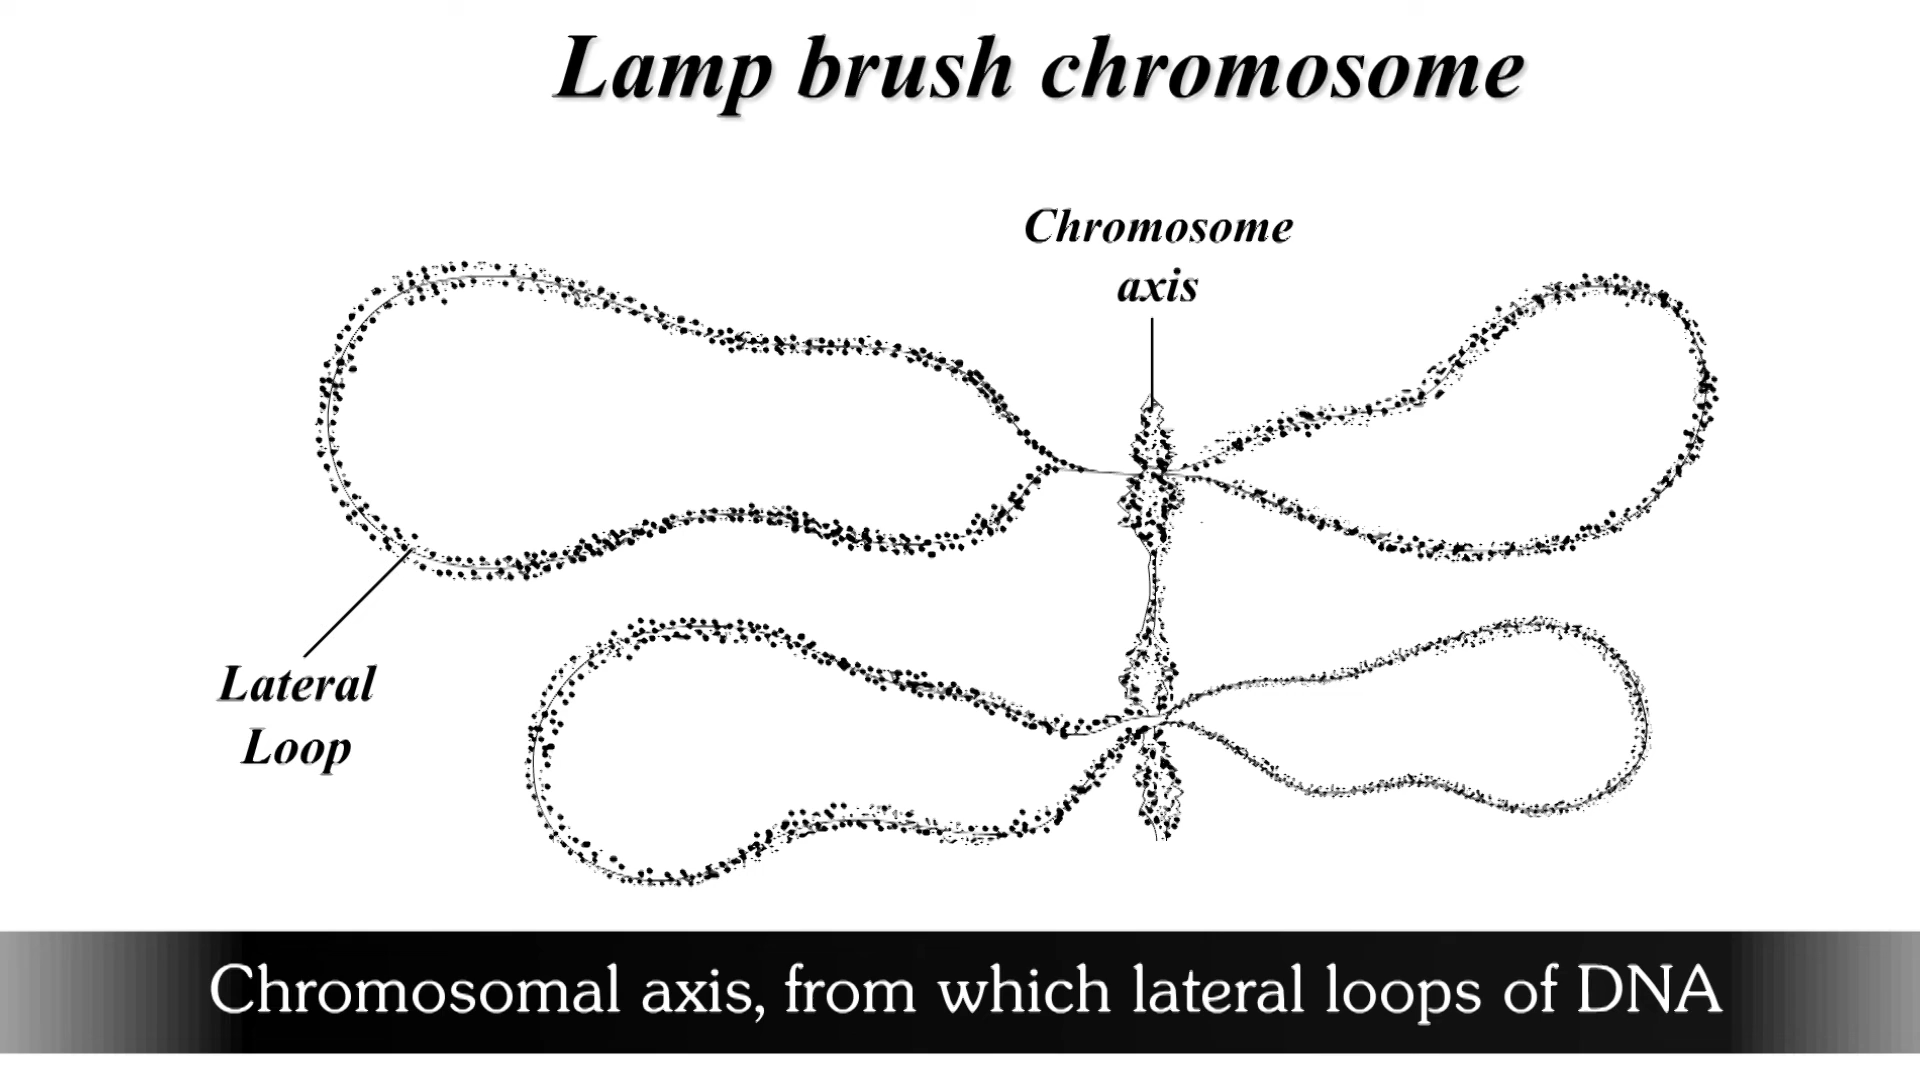 Lamp brush chromosome
Chromosome
axis
Lateral
Loop
Chromosomal axis, from which lateral loops of DNA